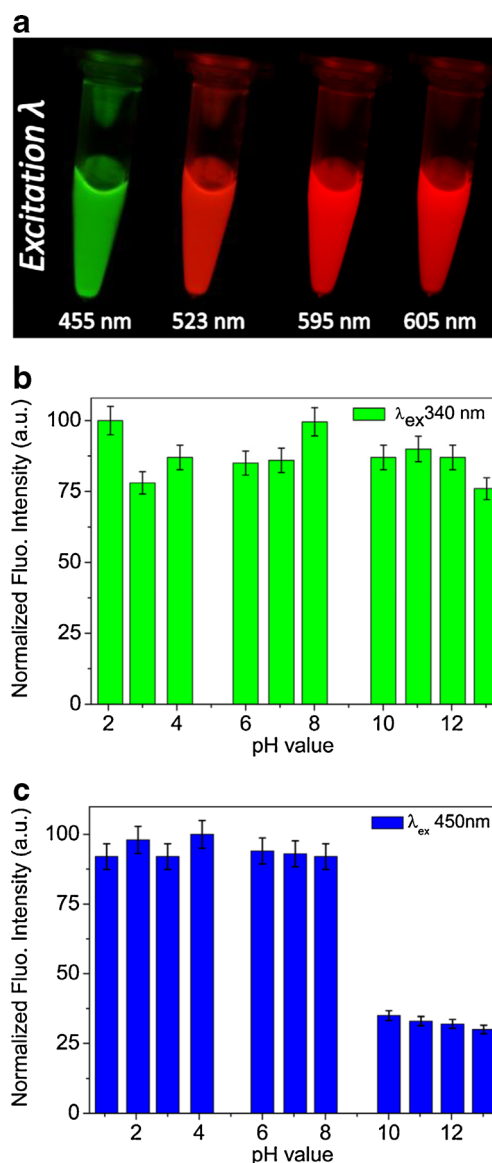 a
Excitation λ
455 nm 523 nm 595 nm 605 nm
b
Normalized Fluo. Intensity (a.u.)
λex 340 nm
100
75
50
25
0
2 4 6 8 10 12
pH value
c
Normalized Fluo. Intensity (a.u.)
λex 450nm
100
75
50
25
0
2 4 6 8 10 12
pH value